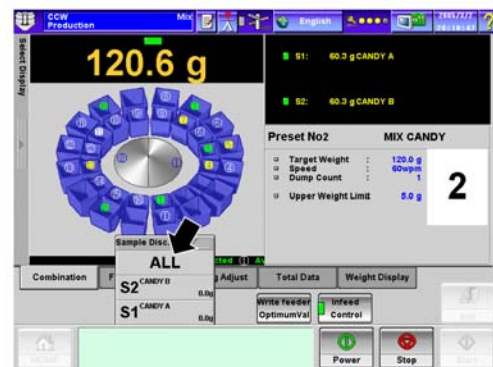 CCW
Production
Mix
English
?
Select Display
120.6 g
S1: 60.3 g CANDY A
S2: 60.3 g CANDY B
Preset No2 MIX CANDY
Target Weight : 120.0 g
Speed : 60wpm
Dump Count : 1
Upper Weight Limit : 5.0 g
2
Sample Disc.
ALL
S2 CANDY B 0.0g
S1 CANDY A 0.0g
Combination
Adjust
Total Data
Weight Display
Write feeder
OptimumVal
Infeed
Control
HOME
Power
Stop